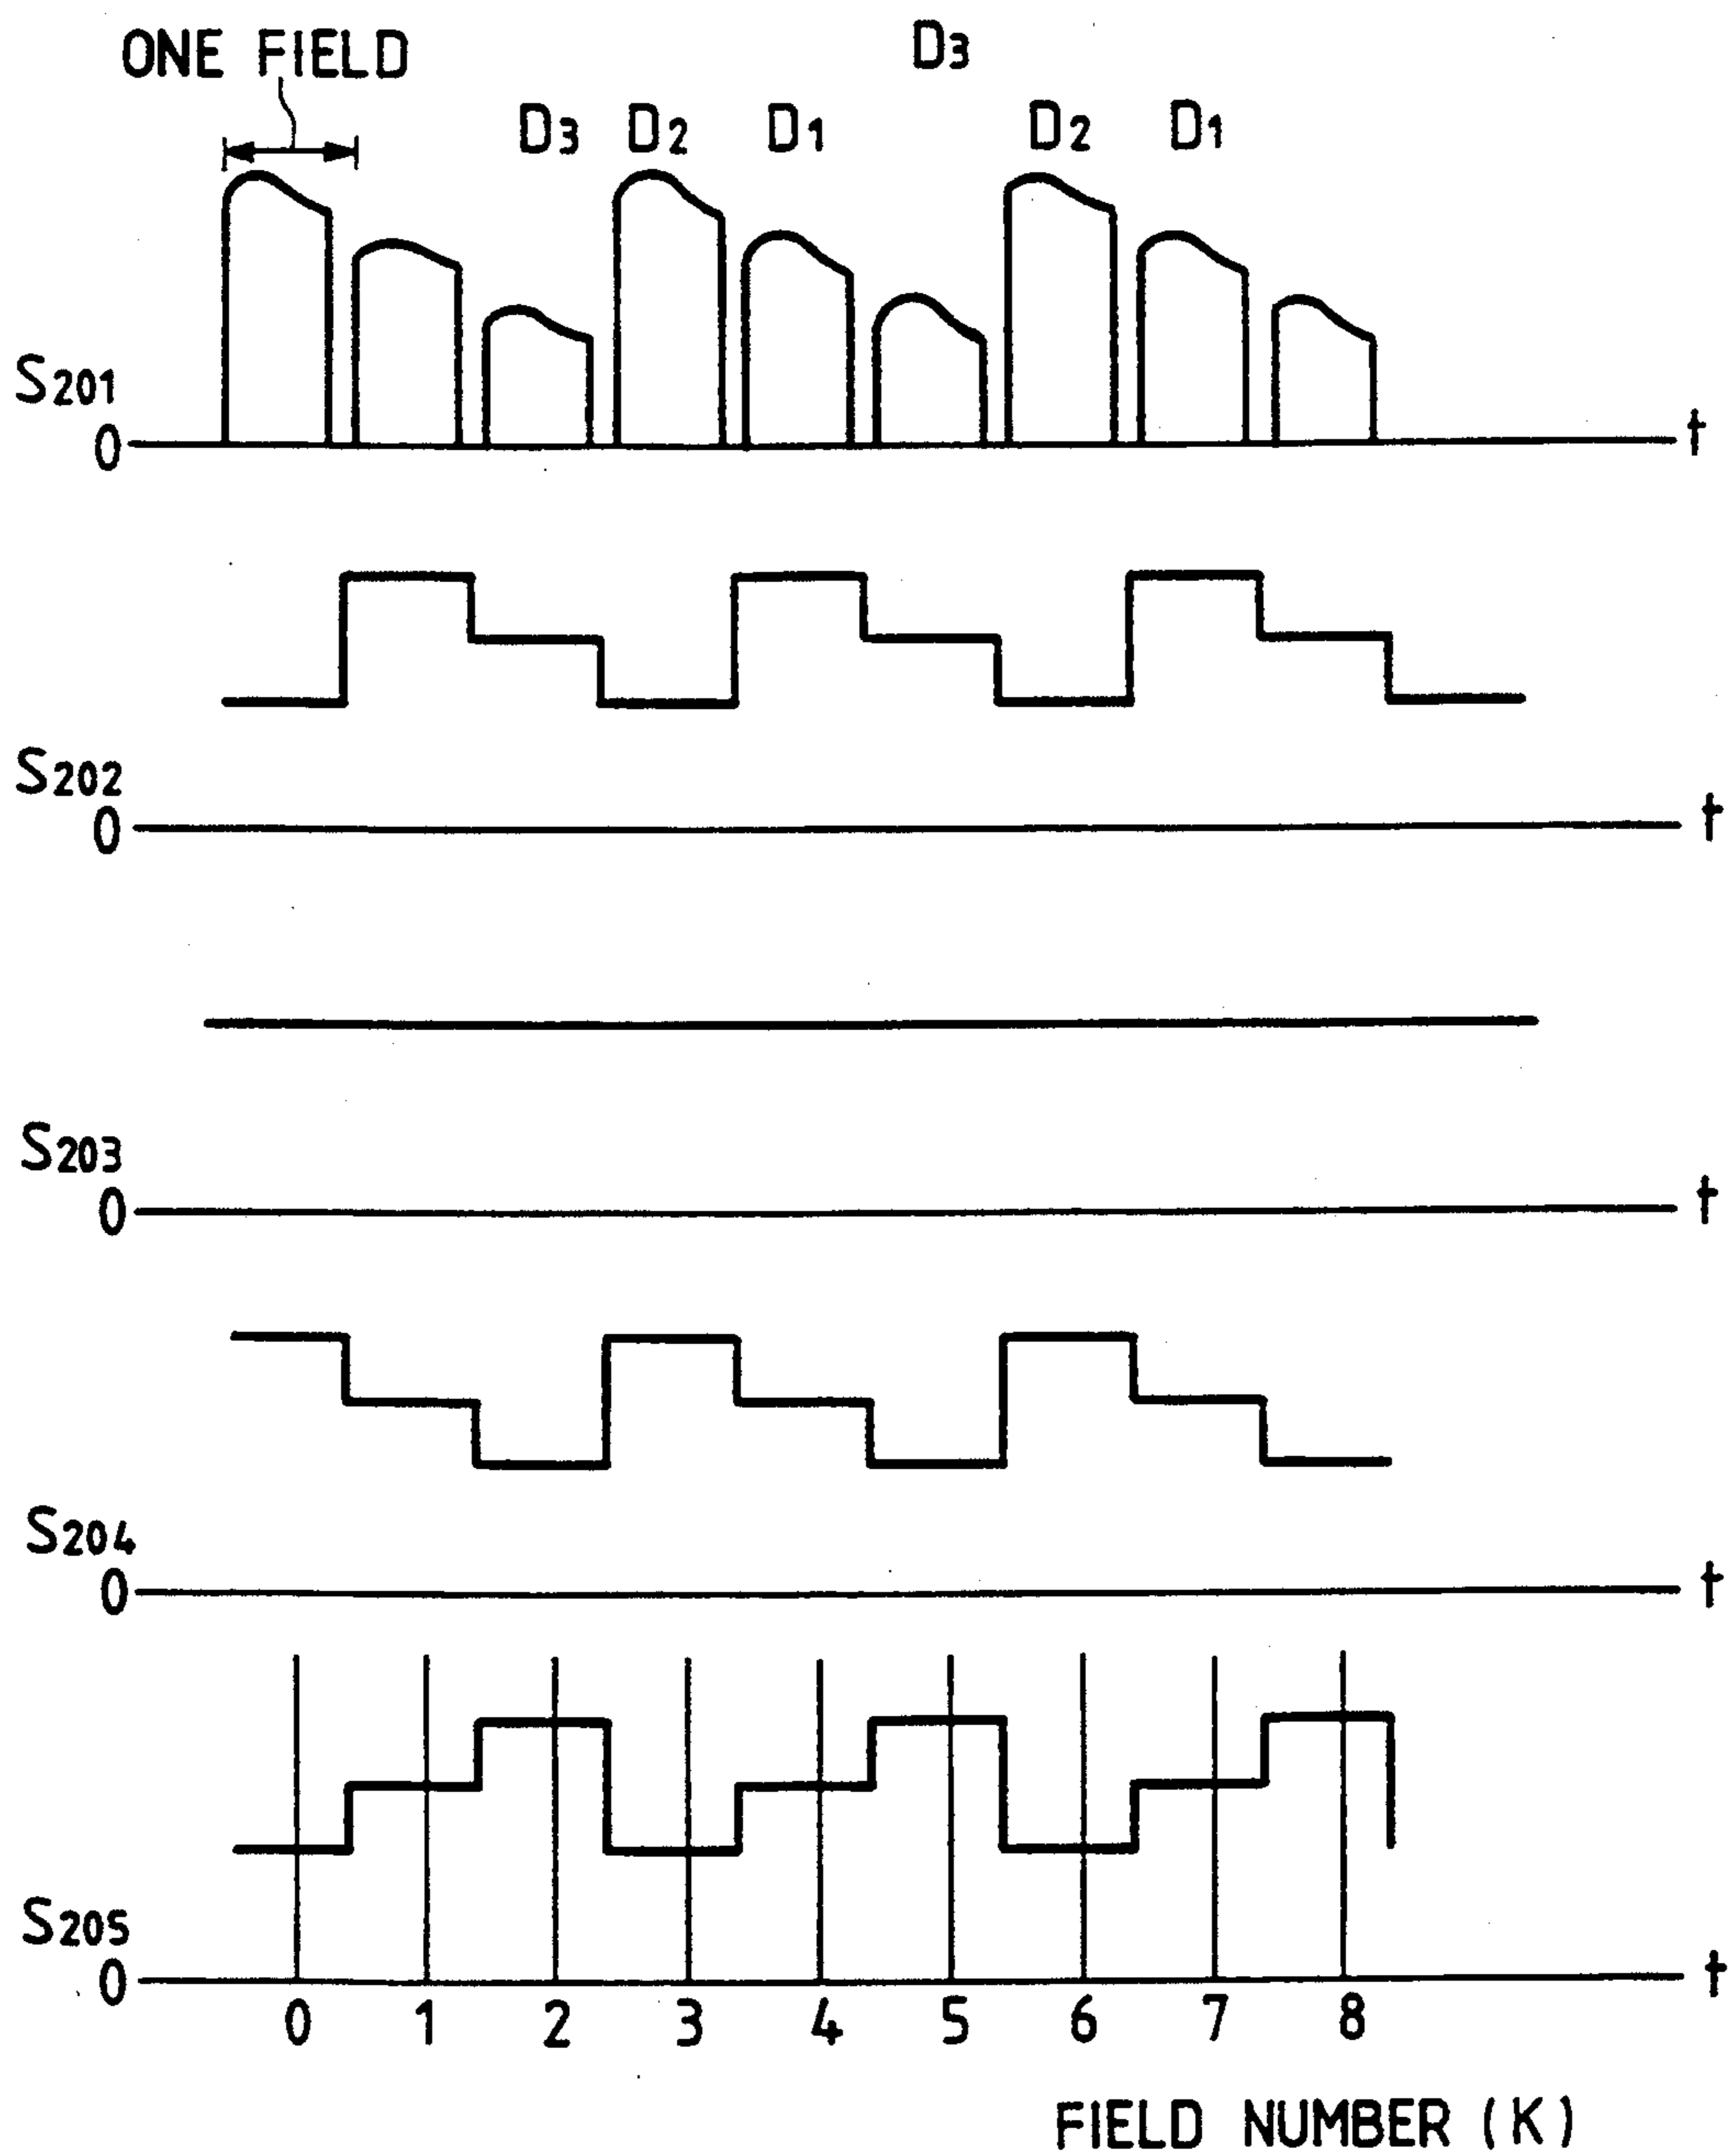 ONE FIELD
D3
D3 D2 D1 D2 D1
S201
0 t
S202
0 t
S203
0 t
S204
0 t
S205
0 t
0 1 2 3 4 5 6 7 8
FIELD NUMBER (K)